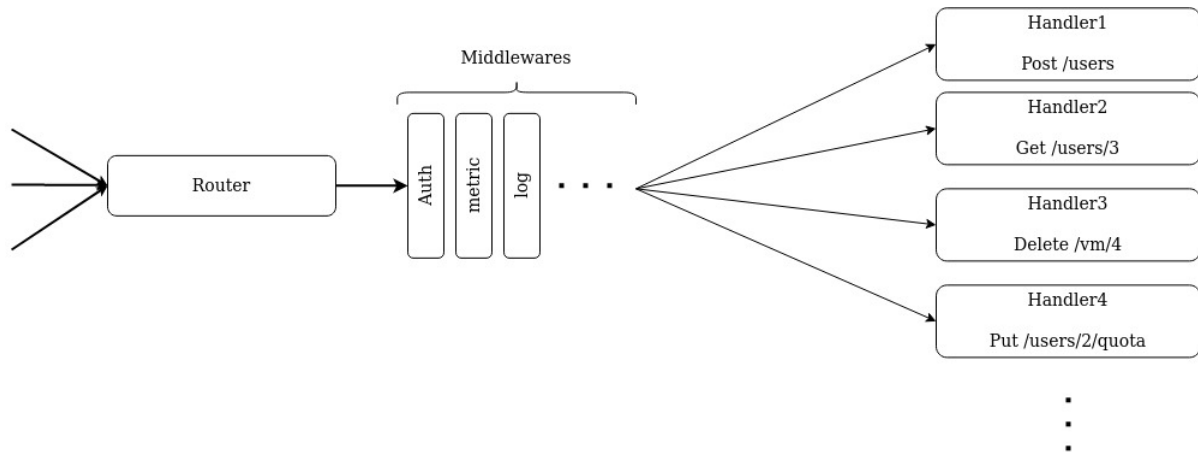 Middlewares
Router
Auth
metric
log
. . .
Handler1
Post /users
Handler2
Get /users/3
Handler3
Delete /vm/4
Handler4
Put /users/2/quota
.
.
.